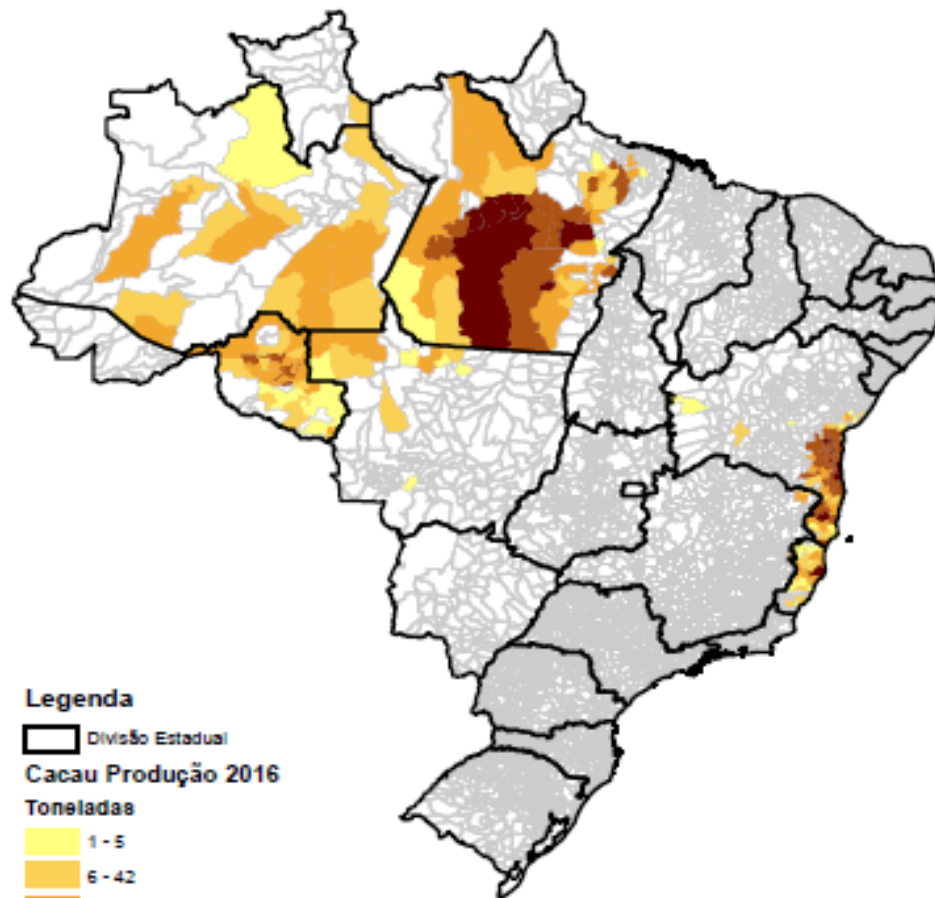 Legenda
Divisão Estadual
Cacau Produção 2016
Toneladas
1 - 5
6 - 42